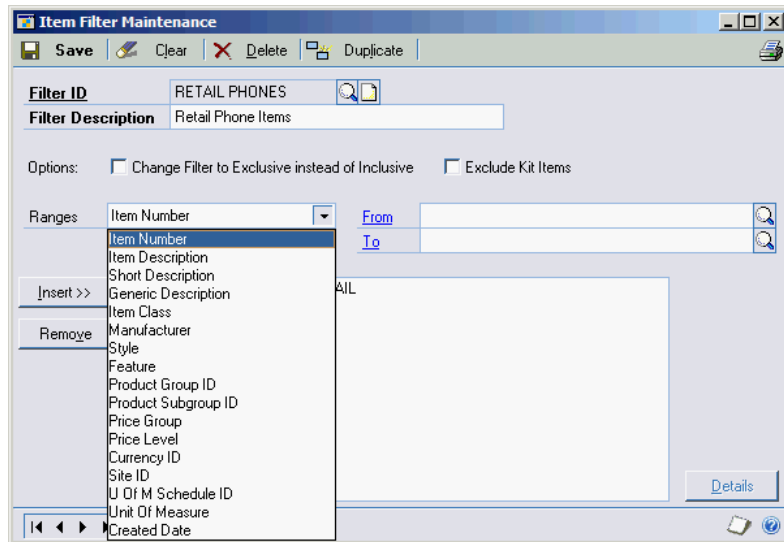 Item Filter Maintenance
Save Clear Delete Duplicate
Filter ID RETAIL PHONES
Filter Description Retail Phone Items
Options: Change Filter to Exclusive instead of Inclusive Exclude Kit Items
Ranges Item Number From
To
Item Number
Item Description
Short Description
Generic Description
Item Class
Manufacturer
Style
Feature
Product Group ID
Product Subgroup ID
Price Group
Price Level
Currency ID
Site ID
U Of M Schedule ID
Unit Of Measure
Created Date
Insert >>
AIL
Remove
Details